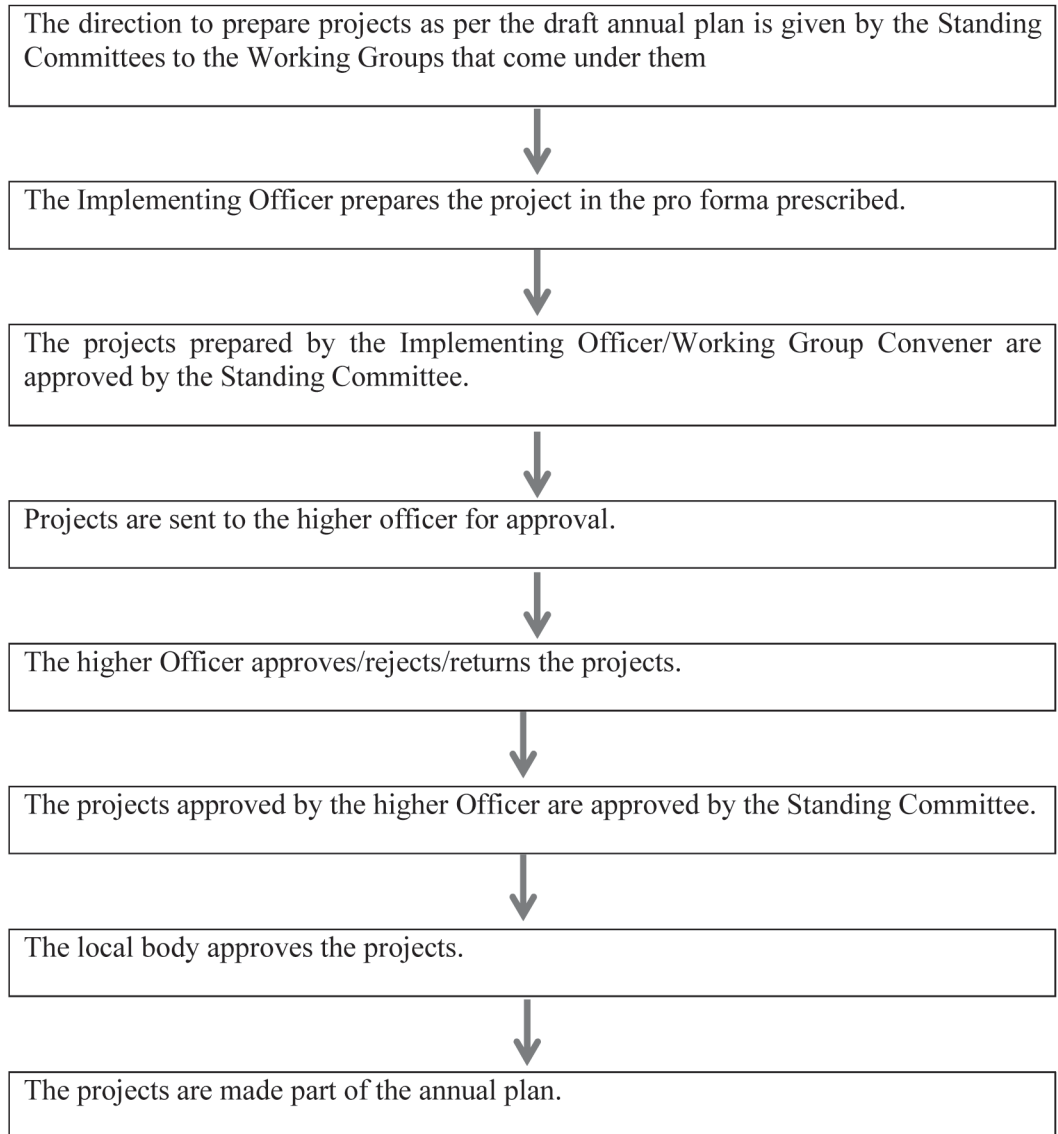 The direction to prepare projects as per the draft annual plan is given by the Standing
Committees to the Working Groups that come under them
The Implementing Officer prepares the project in the pro forma prescribed.
The projects prepared by the Implementing Officer/Working Group Convener are
approved by the Standing Committee.
Projects are sent to the higher officer for approval.
The higher Officer approves/rejects/returns the projects.
The projects approved by the higher Officer are approved by the Standing Committee.
The local body approves the projects.
The projects are made part of the annual plan.